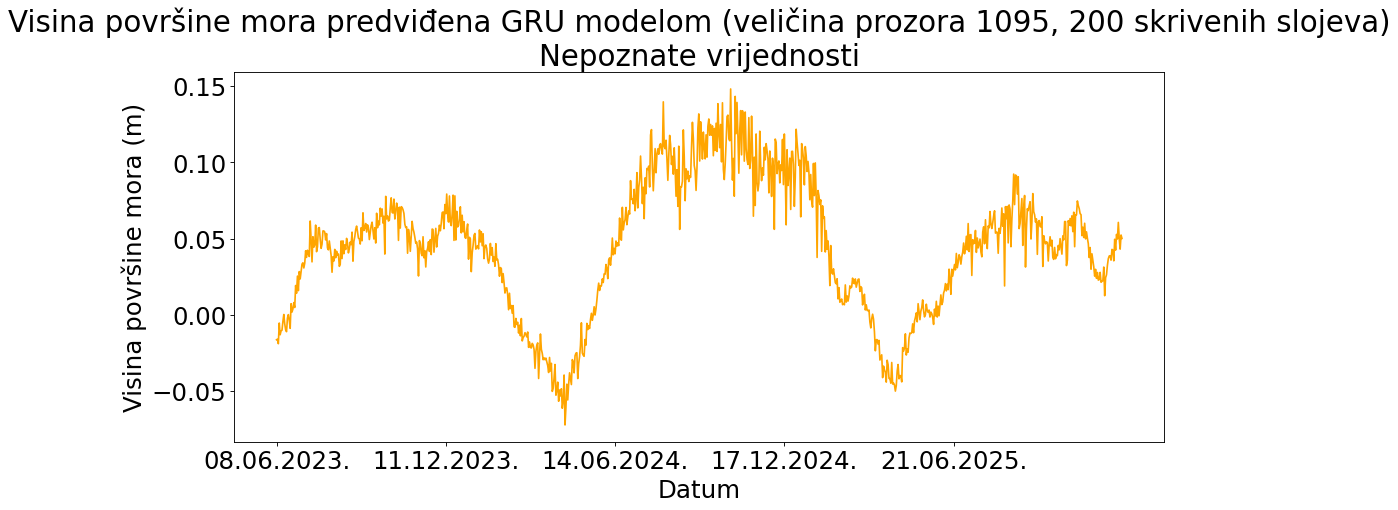 Visina površine mora predviđena GRU modelom (veličina prozora 1095, 200 skrivenih slojeva)
Nepoznate vrijednosti
Visina površine mora (m)
0.15
0.10
0.05
0.00
−0.05
08.06.2023. 11.12.2023. 14.06.2024. 17.12.2024. 21.06.2025.
Datum